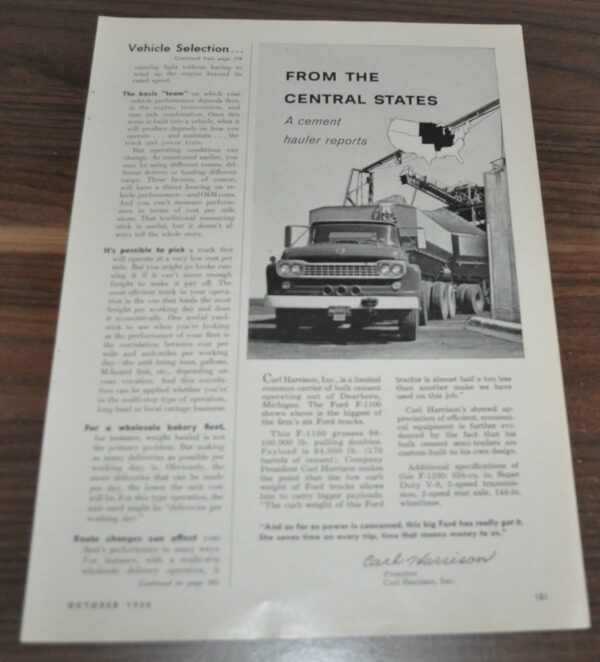 Vehicle Selection...
Continued from page 178
running light without having to
wind up the engine beyond its
rated speed.
The basic "team" on which your
vehicle performance depends then,
is the engine, transmission, and
rear axle combination. Once this
team is built into a vehicle, what it
will produce depends on how you
operate . . . and maintain . . . the
truck and power train.
But operating conditions can
change. As mentioned earlier, you
may be using different routes, dif-
ferent drivers or hauling different
cargo. These factors, of course,
will have a direct bearing on ve-
hicle performance—and O&M costs.
And you can't measure perform-
ance in terms of cost per mile
alone. That traditional measuring
stick is useful, but it doesn't al-
ways tell the whole story.
It's possible to pick a truck that
will operate at a very low cost per
mile. But you might go broke run-
ning it if it can't move enough
freight to make it pay off. The
most efficient truck in your opera-
tion is the one that hauls the most
freight per working day and does
it economically. One useful yard-
stick to use when you're looking
at the performance of your fleet is
the correlation between cost per
mile and unit-miles per working
day—the unit being tons, gallons,
M-board feet, etc., depending on
your vocation. And this correla-
tion can be applied whether you're
in the multi-stop type of operation,
long-haul or local cartage business.
For a wholesale bakery fleet,
for instance, weight hauled is not
the primary problem. But making
as many deliveries as possible per
working day, is. Obviously, the
more deliveries that can be made
per day, the lower the unit cost
will be. For this type operation, the
unit used might be "deliveries per
working day."
Route changes can affect your
fleet's performance in many ways.
For instance, with a multi-stop
wholesale delivery operation, it
Continued on page 182
OCTOBER 1958
FROM THE
CENTRAL STATES
A cement
hauler reports
Carl Harrison, Inc., is a limited
common carrier of bulk cement
operating out of Dearborn,
Michigan. The Ford F-1100
shown above is the biggest of
the firm's six Ford trucks.
This F-1100 grosses 98-
100,000 lb. pulling doubles.
Payload is 64,000 lb. (170
barrels of cement). Company
President Carl Harrison makes
the point that the low curb
weight of Ford trucks allows
him to carry bigger payloads.
"The curb weight of this Ford
tractor is almost half a ton less
than another make we have
used on this job."
Carl Harrison's shrewd ap-
preciation of efficient, economi-
cal equipment is further evi-
denced by the fact that his
bulk cement semi-trailers are
custom-built to his own design.
Additional specifications of
this F-1100: 534-cu. in. Super
Duty V-8, 5-speed transmis-
sion, 2-speed rear axle, 144-in.
wheelbase.
"And as far as power is concerned, this big Ford has really got it.
She saves time on every trip, time that means money to us."
Carl Harrison
President
Carl Harrison, Inc.
181